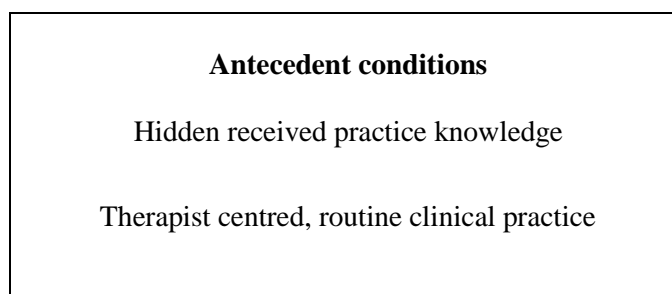 Antecedent conditions
Hidden received practice knowledge
Therapist centred, routine clinical practice